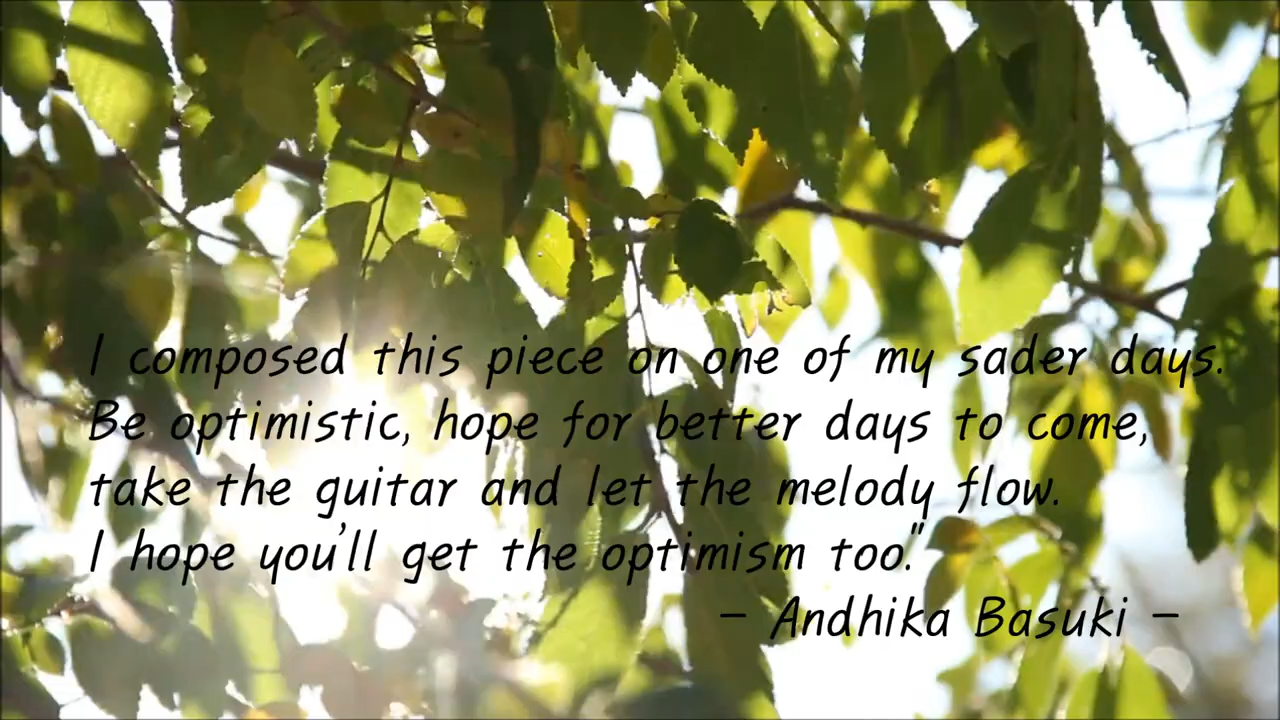 I composed this piece on one of my sader days.
Be optimistic, hope for better days to come,
take the guitar and let the melody flow.
I hope you'll get the optimism too."
- Andhika Basuki -